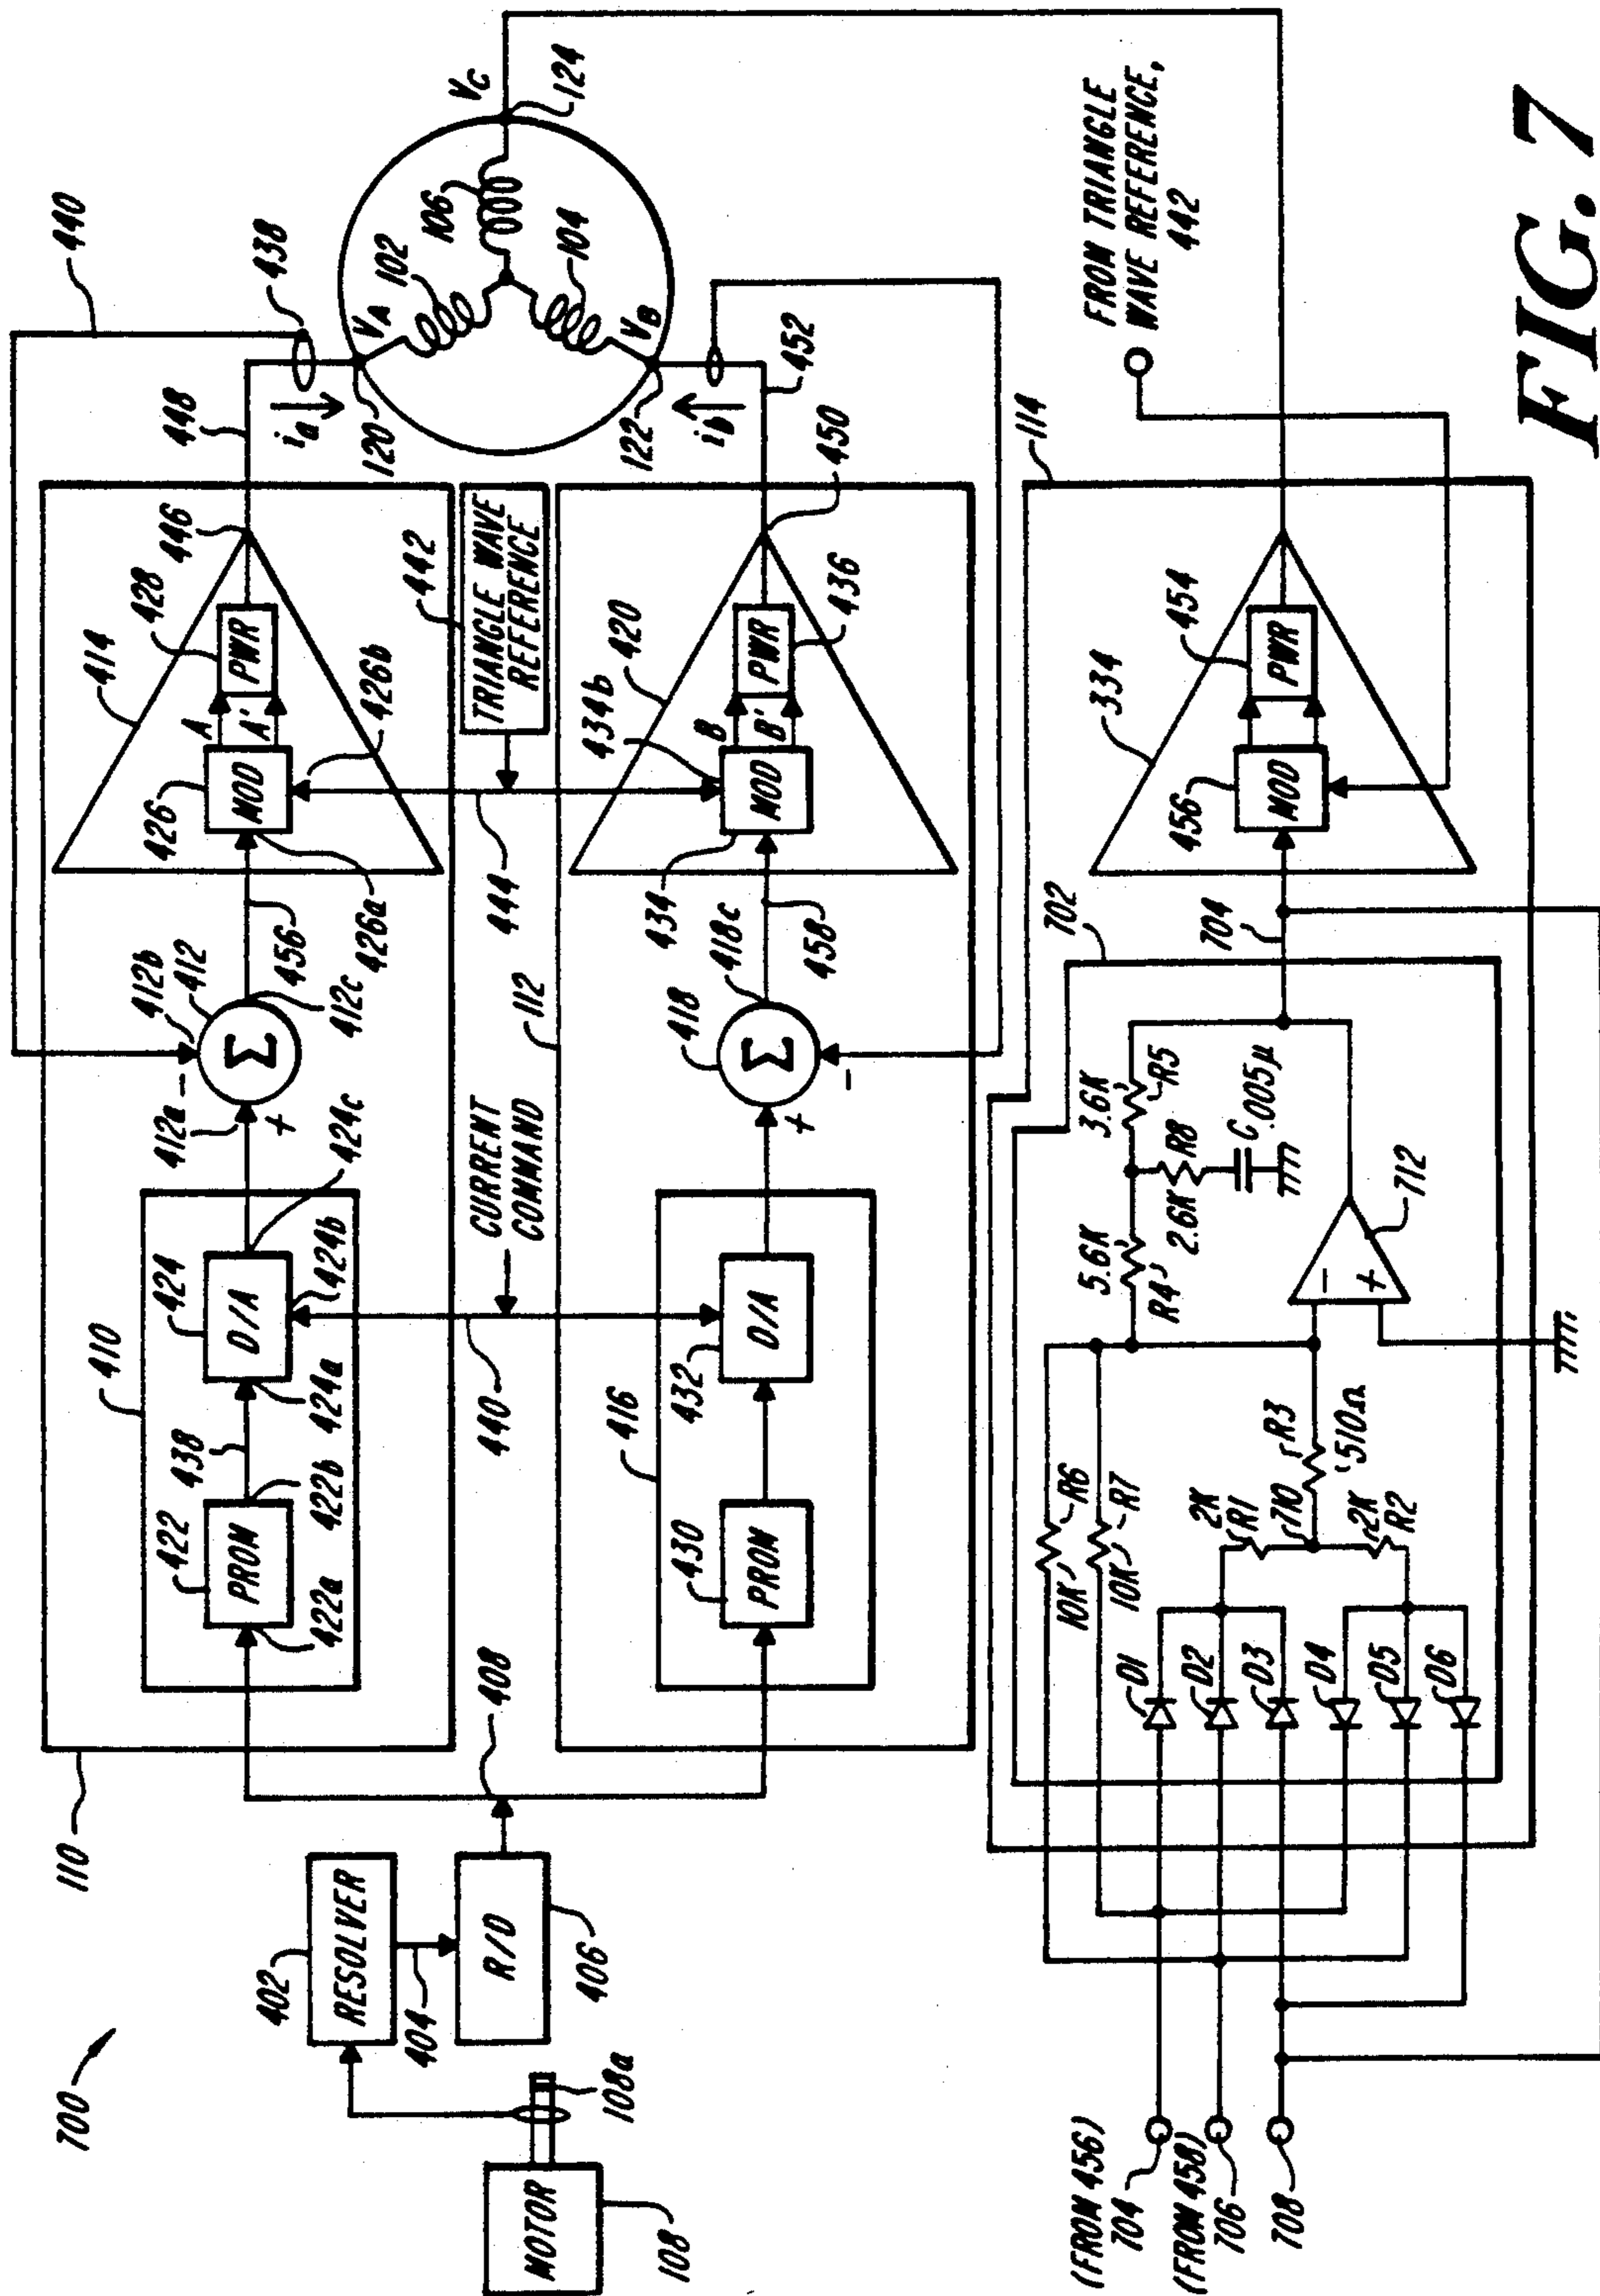 700
MOTOR
108
108a
402
RESOLVER
404
R/D
406
408
110
410
422
PROM
422a
422b
438
424
D/A
424a
424b
424c
412a
-
+
412b
412
Σ
412c
456
426a
414
426
MOD
426b
A
A'
428
PWR
446
448
440
438
ia
120
VA
102
106
104
VB
VC
124
122
ib
452
440
CURRENT
COMMAND
112
444
442
TRIANGLE WAVE
REFERENCE
416
430
PROM
432
D/A
418
Σ
+
-
418c
458
434
MOD
434b
B
B'
420
PWR
436
450
(FROM 456)
704
(FROM 458)
706
708
D1
D2
D3
D4
D5
D6
10K
R6
10K
R7
2K
R1
710
2K
R2
R3
510Ω
5.6K
R4
3.6K
R5
2.6K
R8
C
.005μ
-
+
712
702
704
334
456
MOD
PWR
454
114
FROM TRIANGLE
WAVE REFERENCE,
442
FIG. 7